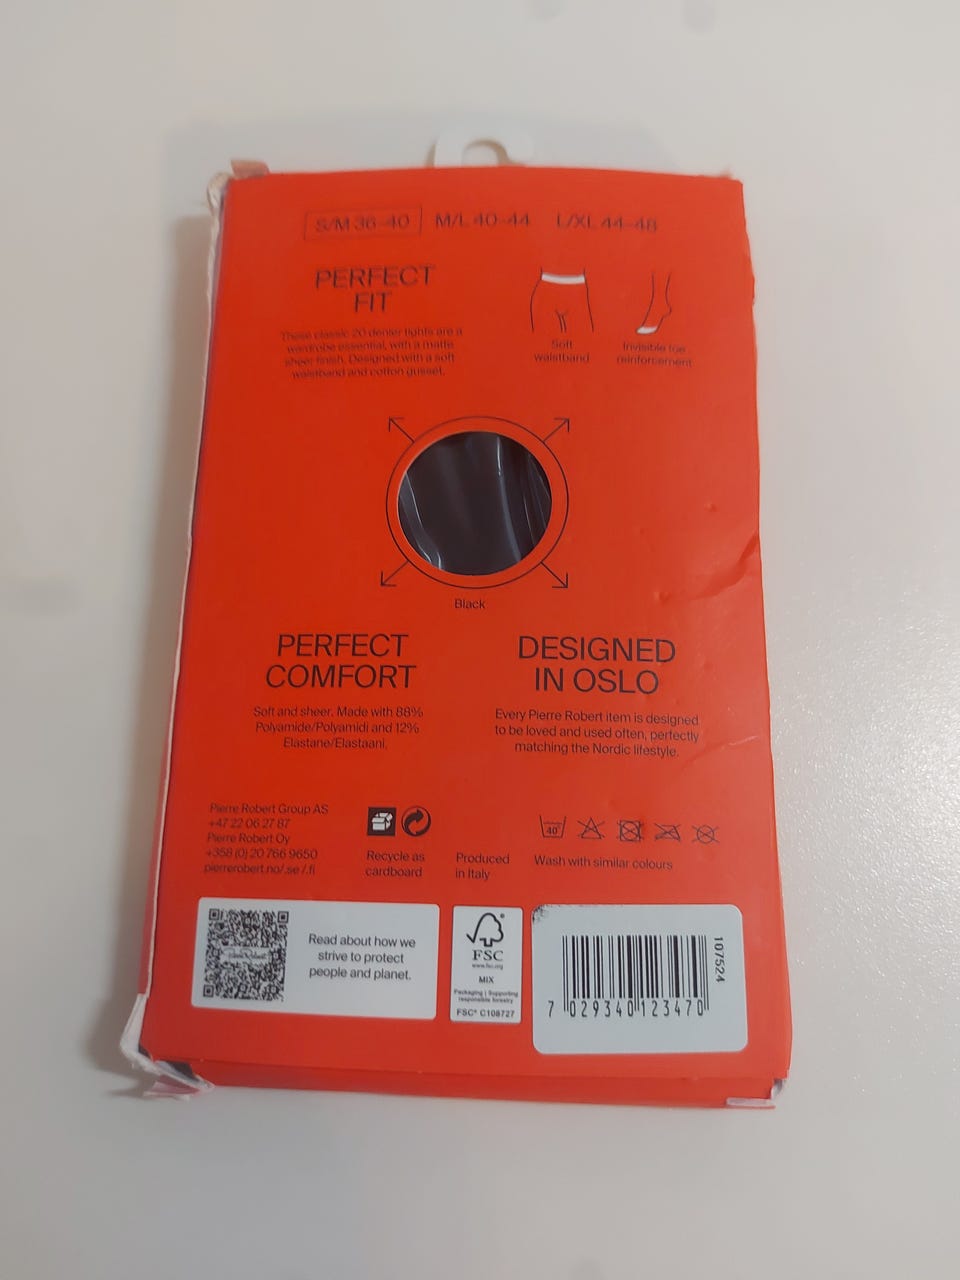 S/M 36-40 M/L 40-44 L/XL 44-48
PERFECT
FIT
These classic 20 denier tights are a
wardrobe essential, with a matte
sheer finish. Designed with a soft
waistband and cotton gusset.
Soft
waistband
Invisible toe
reinforcement
Black
PERFECT
COMFORT
Soft and sheer. Made with 88%
Polyamide/Polyamidi and 12%
Elastane/Elastaani.
DESIGNED
IN OSLO
Every Pierre Robert item is designed
to be loved and used often, perfectly
matching the Nordic lifestyle.
Pierre Robert Group AS
+47 22 06 27 87
Pierre Robert Oy
+358 (0) 20 766 9650
pierrerobert.no/.se /.fi
Recycle as
cardboard
Produced
in Italy
40°
Wash with similar colours
Read about how we
strive to protect
people and planet.
FSC®
www.fsc.org
MIX
Packaging | Supporting
responsible forestry
FSC® C108727
7 029340 123470
107524